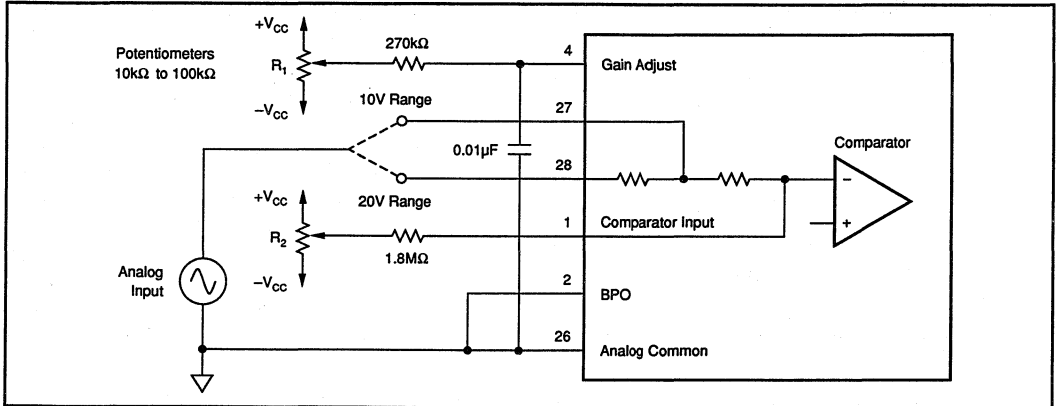 Potentiometers
10kΩ to 100kΩ
+VCC
R1
−VCC
270kΩ
4
Gain Adjust
10V Range
27
0.01µF
28
20V Range
Comparator
−
+
+VCC
R2
−VCC
1.8MΩ
1
Comparator Input
Analog
Input
2
BPO
26
Analog Common